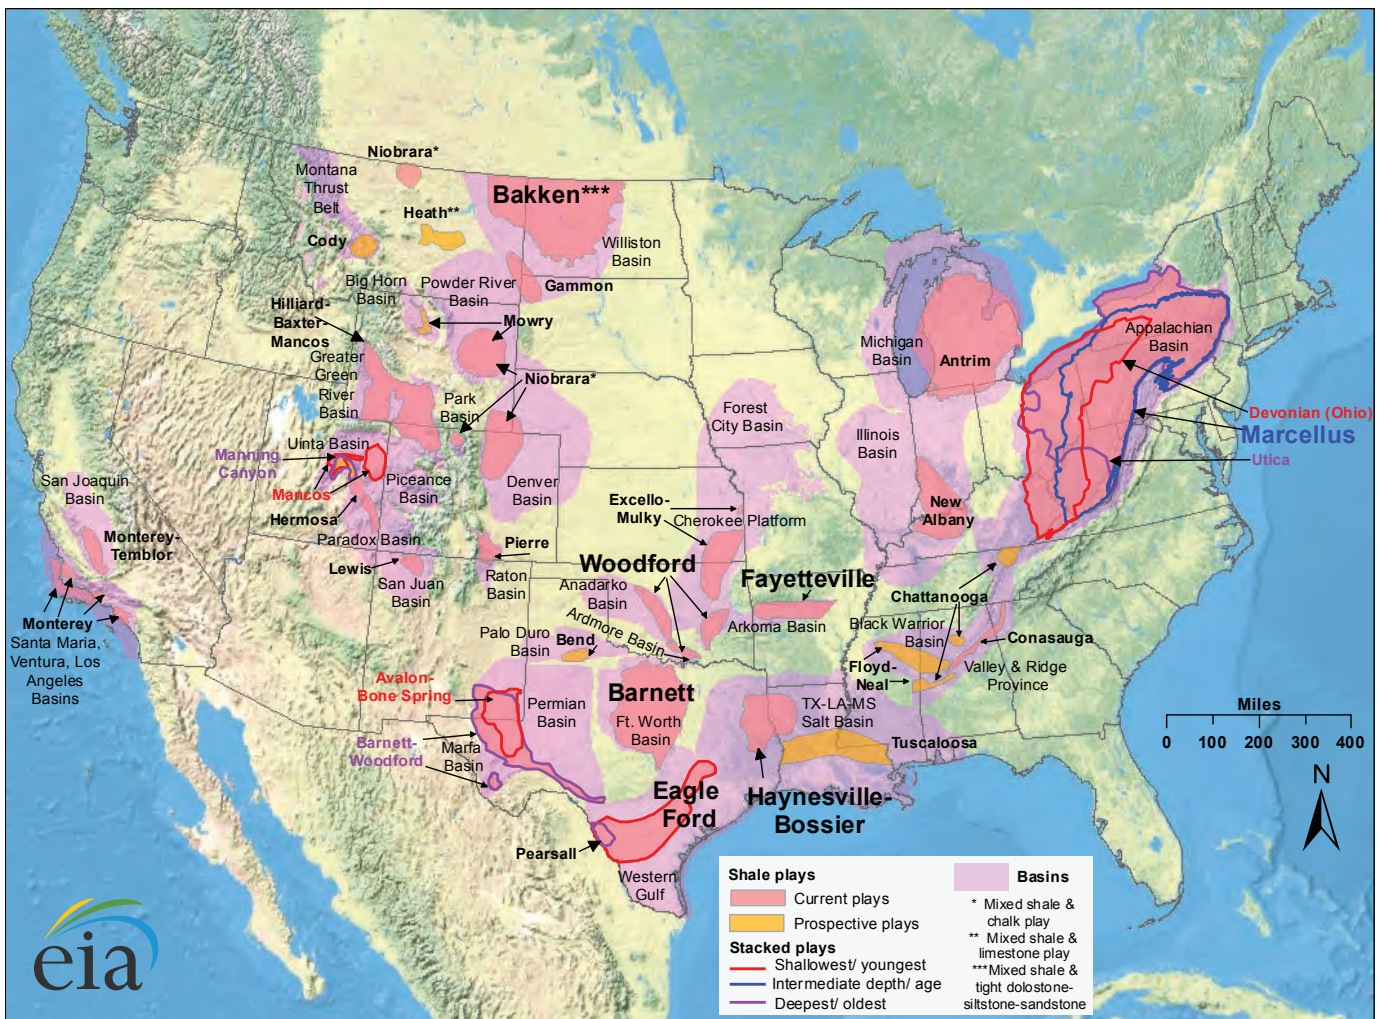 Niobrara*
Montana
Thrust
Belt
Bakken***
Heath**
Cody
Williston
Basin
Big Horn
Basin
Powder River
Basin
Gammon
Hilliard-
Baxter-
Mancos
Mowry
Greater
Green
River
Basin
Niobrara*
Park
Basin
Michigan
Basin
Antrim
Appalachian
Basin
Devonian (Ohio)
Marcellus
Utica
Forest
City Basin
Illinois
Basin
Uinta Basin
Manning
Canyon
Mancos
Piceance
Basin
Denver
Basin
San Joaquin
Basin
Hermosa
Excello-
Mulky
Cherokee Platform
New
Albany
Monterey-
Temblor
Paradox Basin
Pierre
Lewis
San Juan
Basin
Raton
Basin
Woodford
Anadarko
Basin
Fayetteville
Chattanooga
Monterey
Santa Maria,
Ventura, Los
Angeles
Basins
Ardmore Basin
Arkoma Basin
Black Warrior
Basin
Conasauga
Palo Duro
Basin
Bend
Floyd-
Neal
Valley & Ridge
Province
Avalon-
Bone Spring
Permian
Basin
Barnett
Ft. Worth
Basin
TX-LA-MS
Salt Basin
Tuscaloosa
Barnett-
Woodford
Marfa
Basin
Eagle
Ford
Haynesville-
Bossier
Pearsall
Western
Gulf
Miles
0 100 200 300 400
N
Shale plays
Current plays
Prospective plays
Stacked plays
Shallowest/ youngest
Intermediate depth/ age
Deepest/ oldest
Basins
* Mixed shale &
chalk play
** Mixed shale &
limestone play
***Mixed shale &
tight dolostone-
siltstone-sandstone
eia